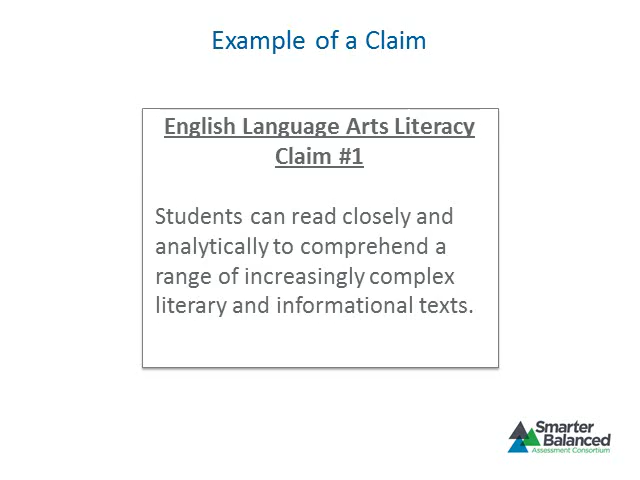 Example of a Claim
English Language Arts Literacy
Claim #1
Students can read closely and
analytically to comprehend a
range of increasingly complex
literary and informational texts.
Smarter
Balanced
Assessment Consortium